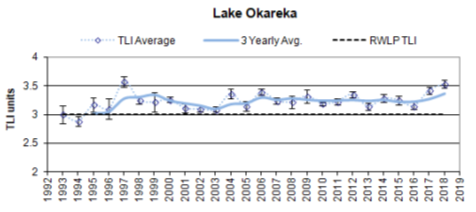 Lake Okareka
TLI Average 3 Yearly Avg. RWLP TLI
TLI units
4
3.5
3
2.5
2
1992 1993 1994 1995 1996 1997 1998 1999 2000 2001 2002 2003 2004 2005 2006 2007 2008 2009 2010 2011 2012 2013 2014 2015 2016 2017 2018 2019